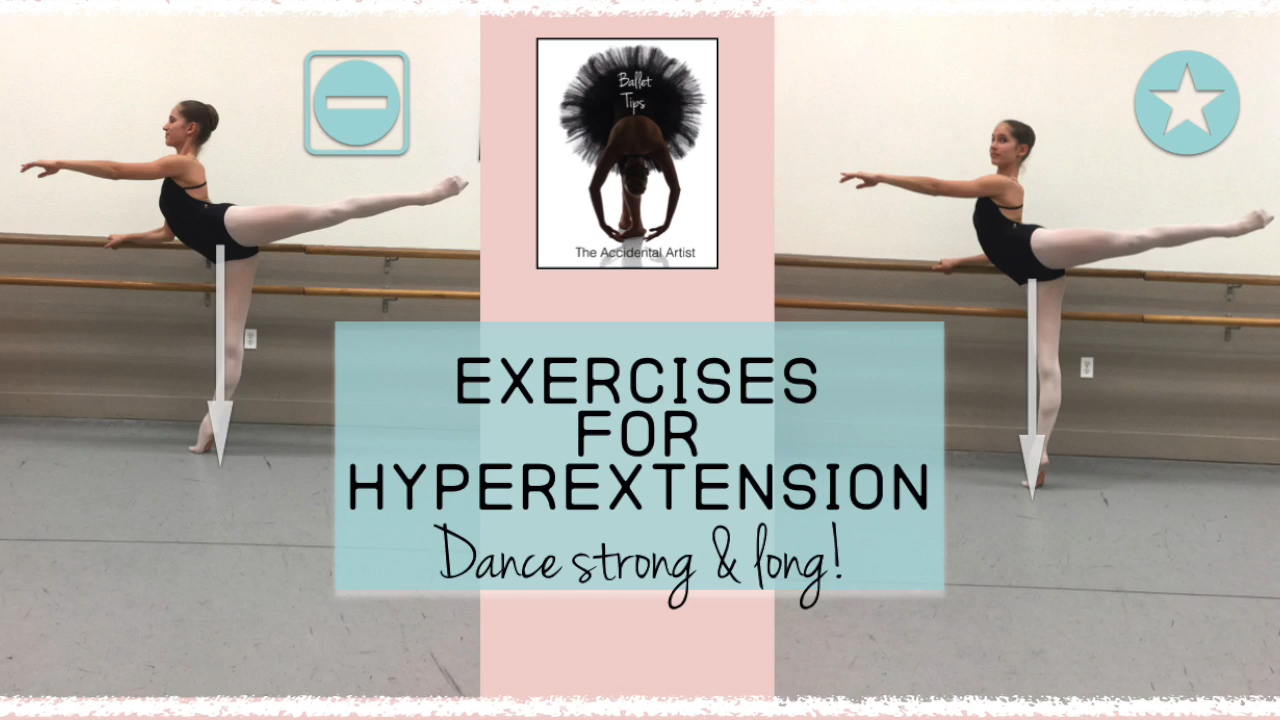 Ballet
Tips
The Accidental Artist
EXERCISES
FOR
HYPEREXTENSION
Dance strong & long!